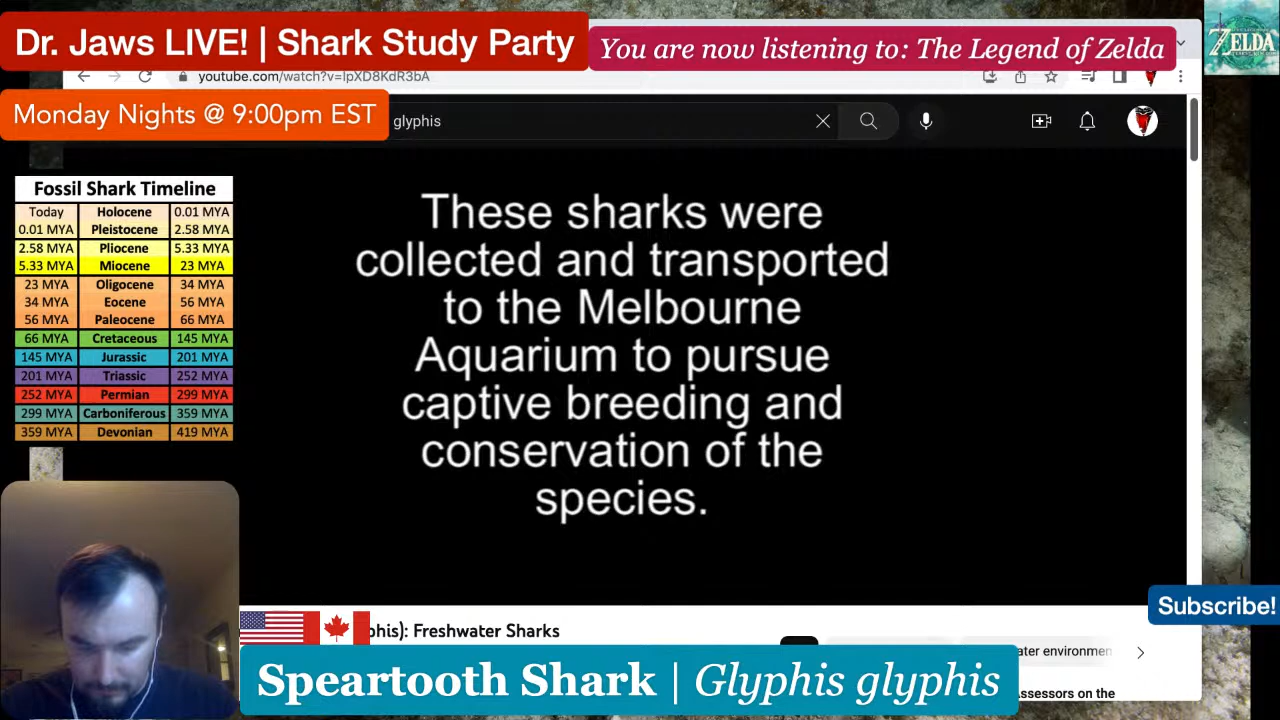 Dr. Jaws LIVE! | Shark Study Party
You are now listening to: The Legend of Zelda
ZELDA
youtube.com/watch?v=lpXD8KdR3bA
Monday Nights @ 9:00pm EST
glyphis
Fossil Shark Timeline
Today Holocene 0.01 MYA
0.01 MYA Pleistocene 2.58 MYA
2.58 MYA Pliocene 5.33 MYA
5.33 MYA Miocene 23 MYA
23 MYA Oligocene 34 MYA
34 MYA Eocene 56 MYA
56 MYA Paleocene 66 MYA
66 MYA Cretaceous 145 MYA
145 MYA Jurassic 201 MYA
201 MYA Triassic 252 MYA
252 MYA Permian 299 MYA
299 MYA Carboniferous 359 MYA
359 MYA Devonian 419 MYA
These sharks were
collected and transported
to the Melbourne
Aquarium to pursue
captive breeding and
conservation of the
species.
Subscribe!
phis): Freshwater Sharks
ater environmen
Speartooth Shark | Glyphis glyphis
Assessors on the